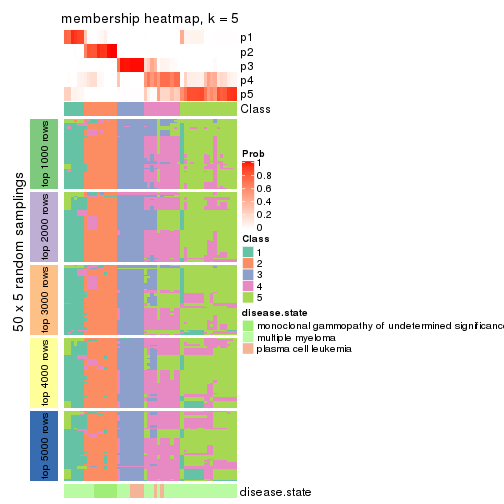 membership heatmap, k = 5
p1
p2
p3
p4
p5
Class
50 x 5 random samplings
top 1000 rows
top 2000 rows
top 3000 rows
top 4000 rows
top 5000 rows
disease.state
Prob
1
0.8
0.6
0.4
0.2
0
Class
1
2
3
4
5
disease.state
monoclonal gammopathy of undetermined significance
multiple myeloma
plasma cell leukemia